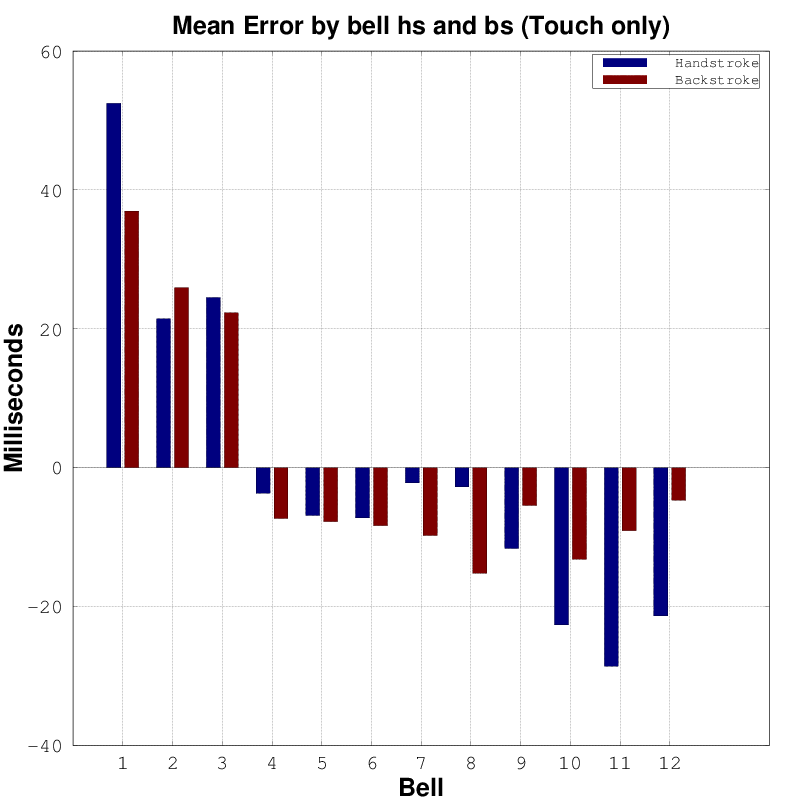 Mean Error by bell hs and bs (Touch only)
60
Handstroke
Backstroke
40
20
Milliseconds
0
-20
-40
1 2 3 4 5 6 7 8 9 10 11 12
Bell